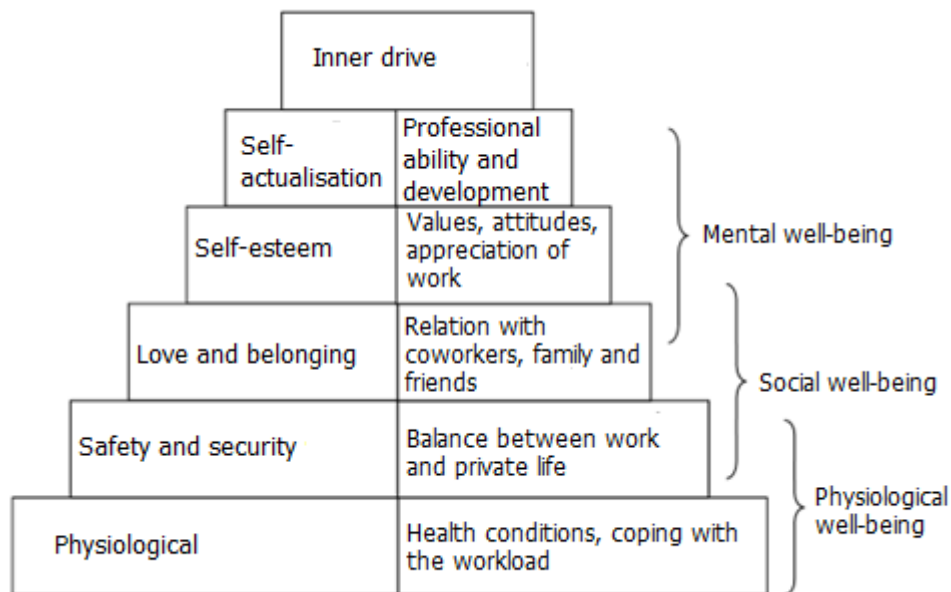 Inner drive
Self-
actualisation
Professional
ability and
development
Self-esteem
Values, attitudes,
appreciation of
work
Love and belonging
Relation with
coworkers, family and
friends
Safety and security
Balance between work
and private life
Physiological
Health conditions, coping with
the workload
Mental well-being
Social well-being
Physiological
well-being